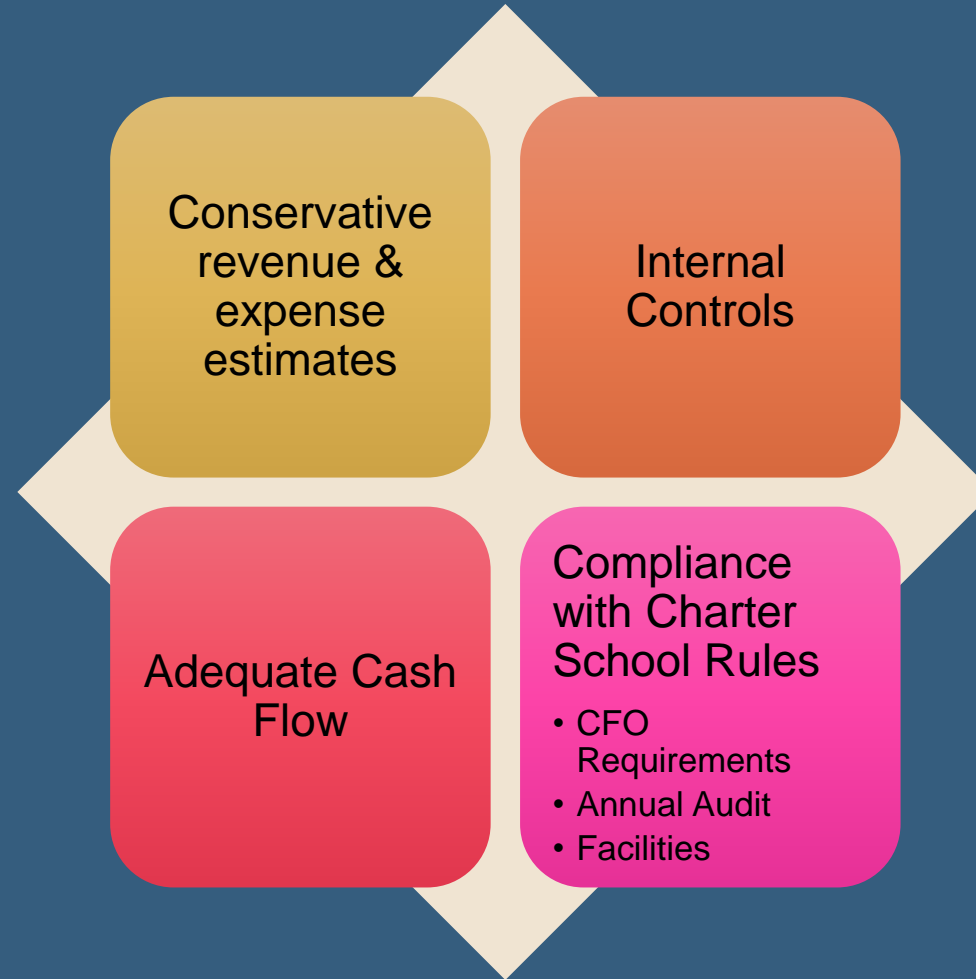 Conservative
revenue &
expense
estimates
Internal
Controls
Adequate Cash
Flow
Compliance
with Charter
School Rules
• CFO
Requirements
• Annual Audit
• Facilities